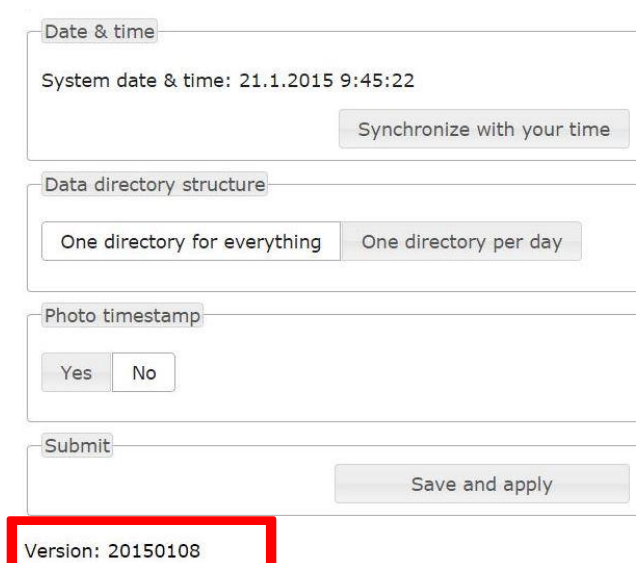 Date & time
System date & time: 21.1.2015 9:45:22
Synchronize with your time
Data directory structure
One directory for everything One directory per day
Photo timestamp
Yes No
Submit
Save and apply
Version: 20150108